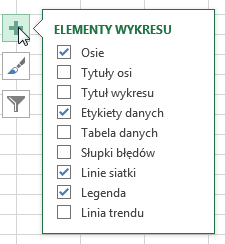 ELEMENTY WYKRESU
Osie
Tytuły osi
Tytuł wykresu
Etykiety danych
Tabela danych
Słupki błędów
Linie siatki
Legenda
Linia trendu